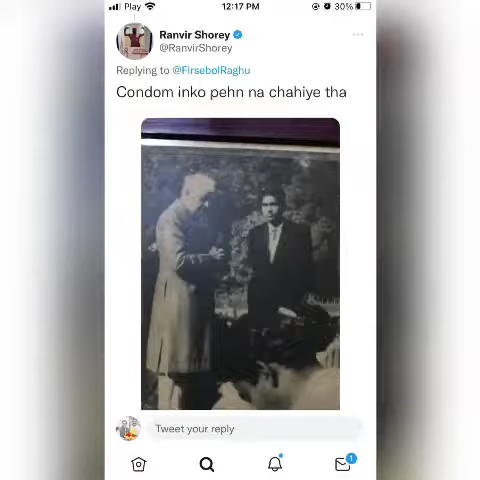 Play 12:17 PM 30%
Ranvir Shorey
@RanvirShorey
Replying to @FirsebolRaghu
Condom inko pehn na chahiye tha
Tweet your reply
1